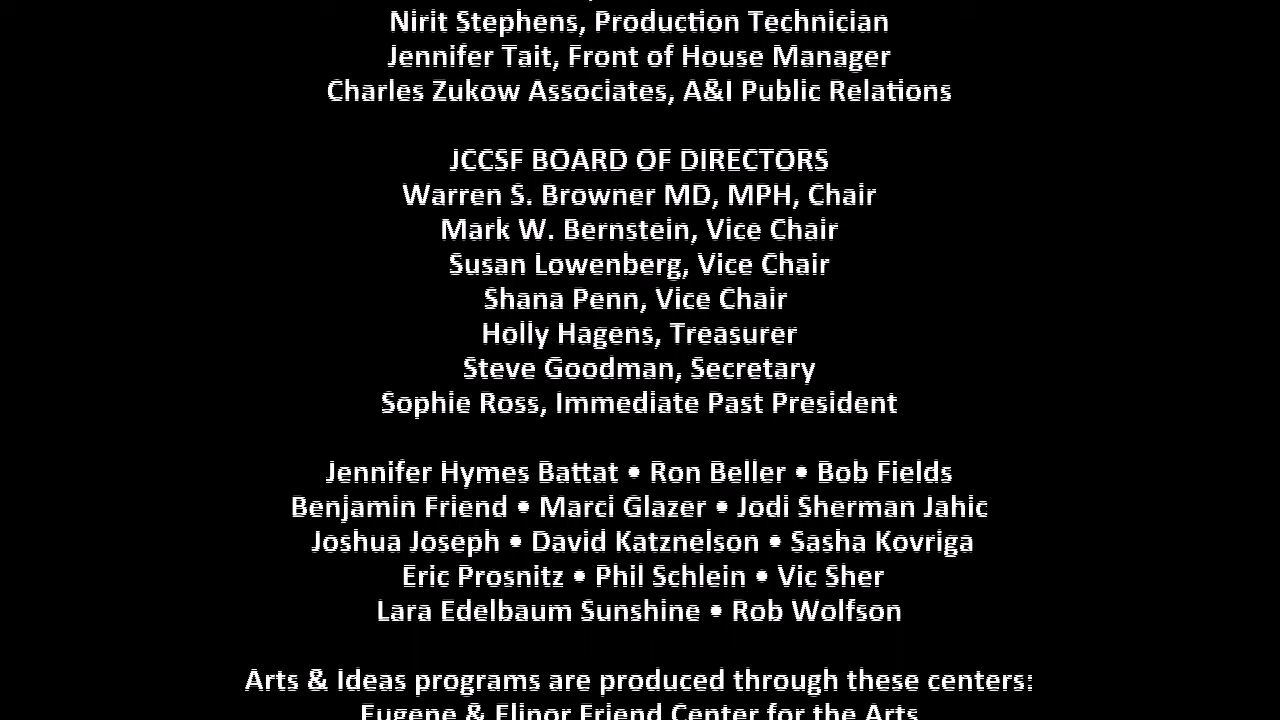 Nirit Stephens, Production Technician
Jennifer Tait, Front of House Manager
Charles Zukow Associates, A&I Public Relations
JCCSF BOARD OF DIRECTORS
Warren S. Browner MD, MPH, Chair
Mark W. Bernstein, Vice Chair
Susan Lowenberg, Vice Chair
Shana Penn, Vice Chair
Holly Hagens, Treasurer
Steve Goodman, Secretary
Sophie Ross, Immediate Past President
Jennifer Hymes Battat • Ron Beller • Bob Fields
Benjamin Friend • Marci Glazer • Jodi Sherman Jahic
Joshua Joseph • David Katznelson • Sasha Kovriga
Eric Prosnitz • Phil Schlein • Vic Sher
Lara Edelbaum Sunshine • Rob Wolfson
Arts & Ideas programs are produced through these centers:
Eugene & Elinor Friend Center for the Arts